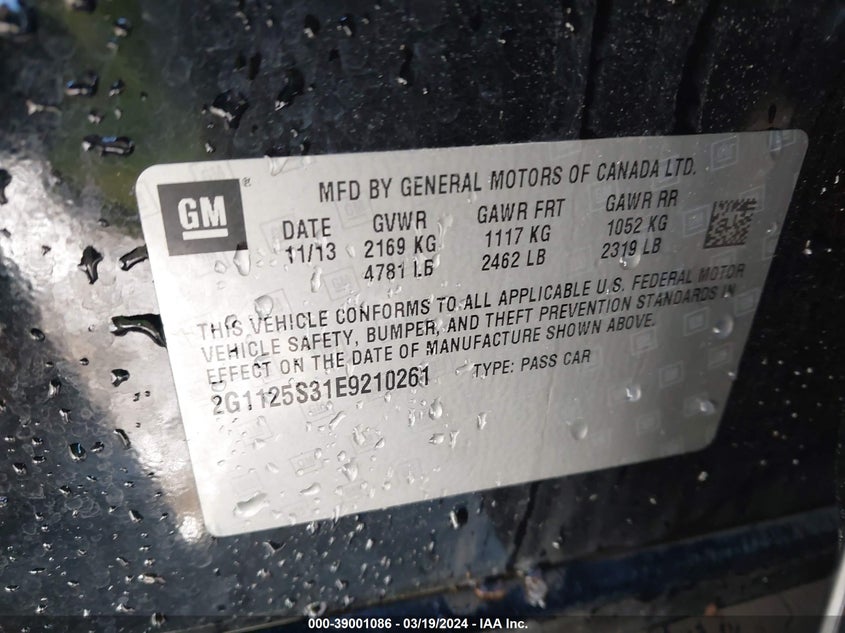 GM ®
MFD BY GENERAL MOTORS OF CANADA LTD.
DATE GVWR GAWR FRT GAWR RR
11/13 2169 KG 1117 KG 1052 KG
4781 LB 2462 LB 2319 LB
THIS VEHICLE CONFORMS TO ALL APPLICABLE U.S. FEDERAL MOTOR
VEHICLE SAFETY, BUMPER, AND THEFT PREVENTION STANDARDS IN
EFFECT ON THE DATE OF MANUFACTURE SHOWN ABOVE.
2G1125S31E9210261 TYPE: PASS CAR
000-39001086 / 03/19/2024 / IAA Inc.